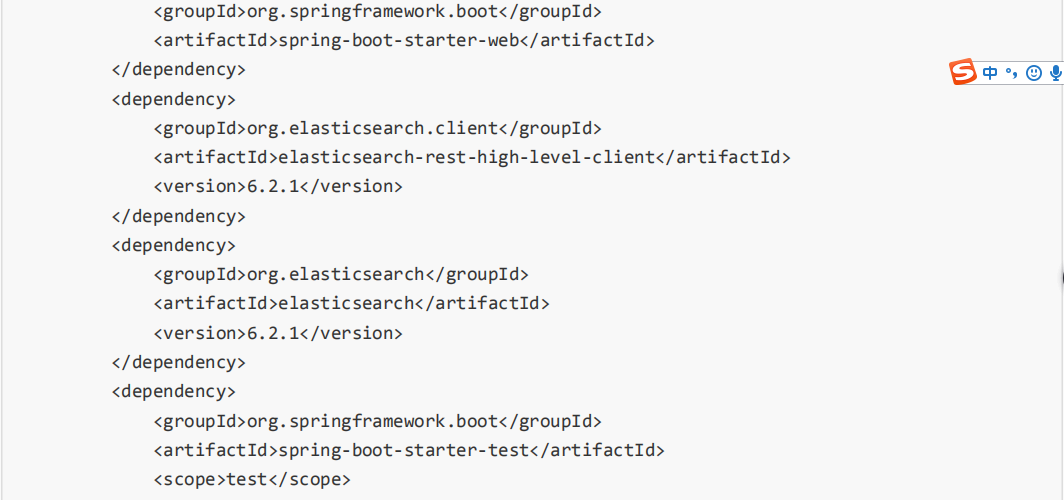 <groupId>org.springframework.boot</groupId>
<artifactId>spring-boot-starter-web</artifactId>
</dependency>
<dependency>
<groupId>org.elasticsearch.client</groupId>
<artifactId>elasticsearch-rest-high-level-client</artifactId>
<version>6.2.1</version>
</dependency>
<dependency>
<groupId>org.elasticsearch</groupId>
<artifactId>elasticsearch</artifactId>
<version>6.2.1</version>
</dependency>
<dependency>
<groupId>org.springframework.boot</groupId>
<artifactId>spring-boot-starter-test</artifactId>
<scope>test</scope>
中